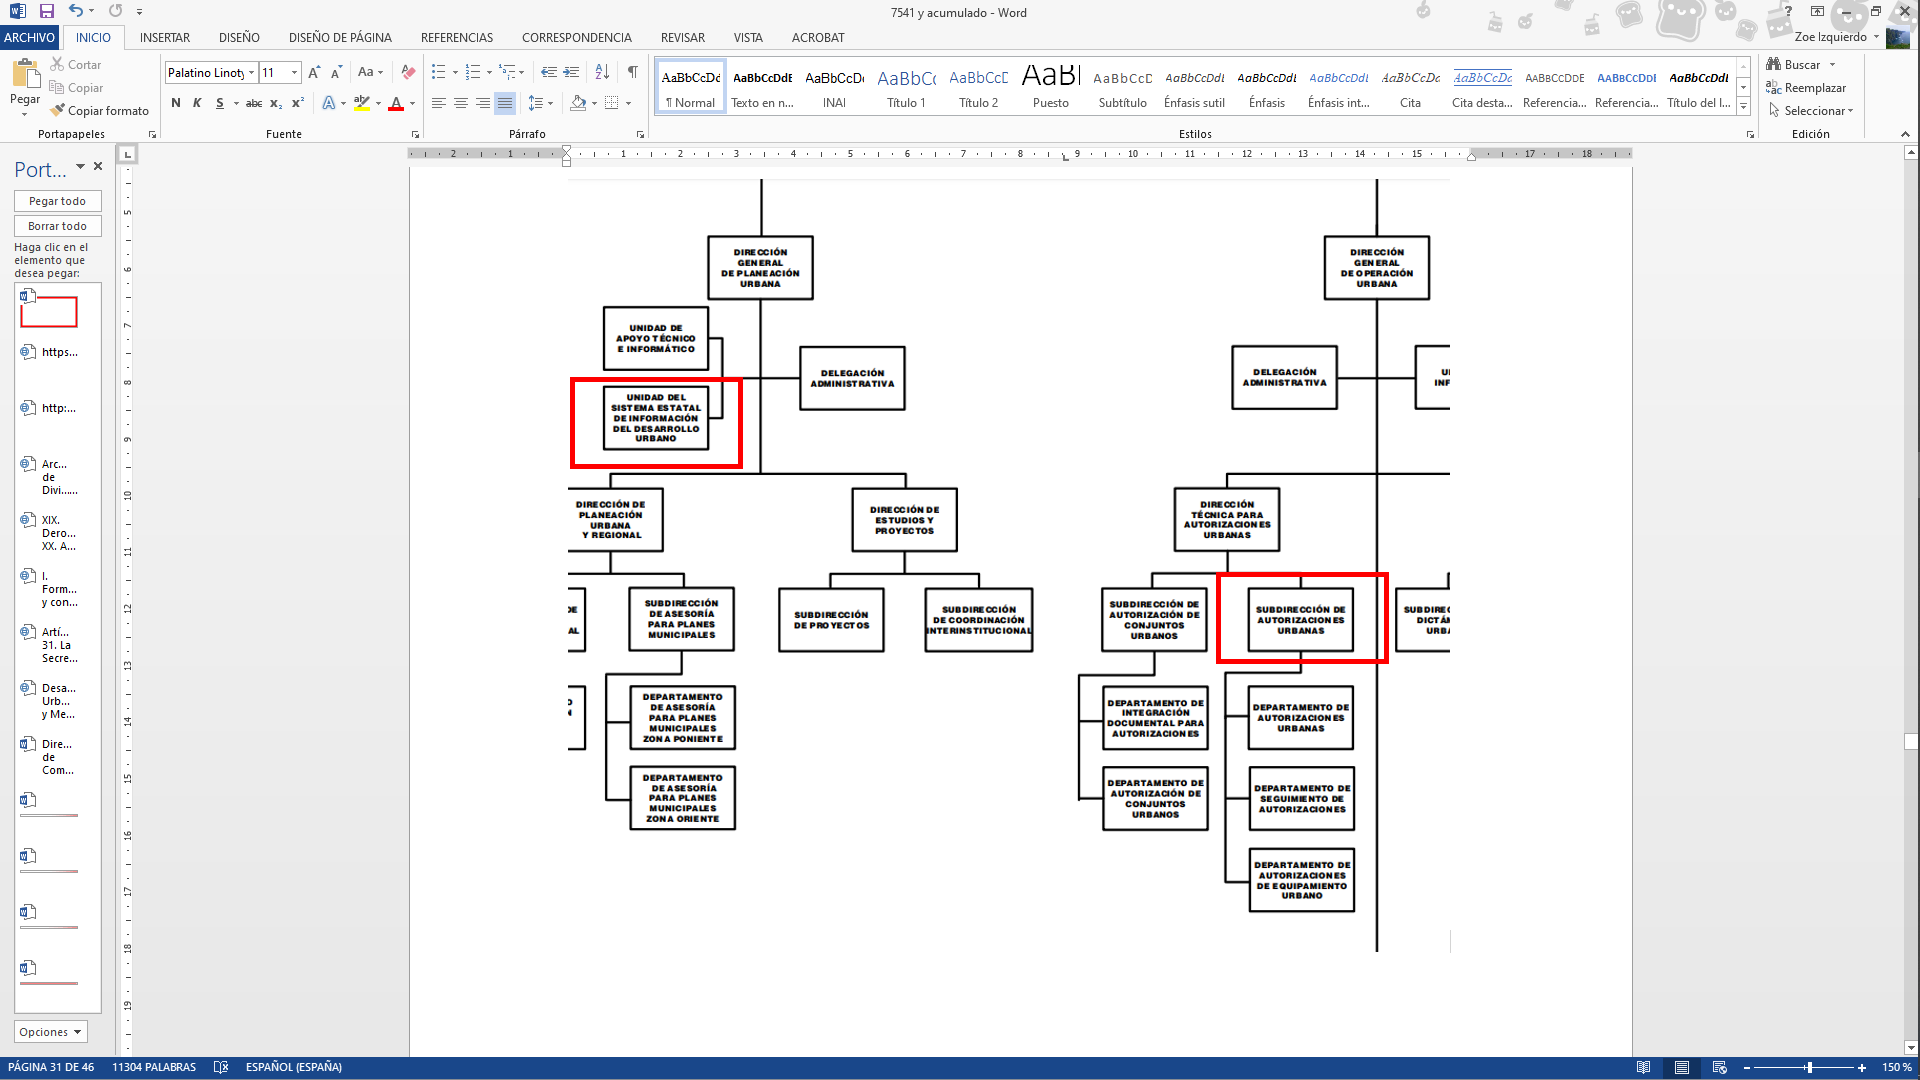 7541 y acumulado - Word
ARCHIVO INICIO INSERTAR DISEÑO DISEÑO DE PÁGINA REFERENCIAS CORRESPONDENCIA REVISAR VISTA ACROBAT
Zoe Izquierdo
Pegar
Cortar
Copiar
Copiar formato
Portapapeles
Palatino Linoty 11
N K S abc x₂ x²
Fuente
Párrafo
¶ Normal
Texto en n...
INAI
Título 1
Título 2
Puesto
Subtítulo
Énfasis sutil
Énfasis
Énfasis int...
Cita
Cita desta...
Referencia...
Referencia...
Título del l...
Estilos
Buscar
Reemplazar
Seleccionar
Edición
Port...
Pegar todo
Borrar todo
Haga clic en el
elemento que
desea pegar:
https...
http:...
Arc...
de
Divi......
XIX.
Dero...
XX. A...
I.
Form...
y con...
Artí...
31. La
Secre...
Desa...
Urb...
y Me...
Dire...
de
Com...
Opciones
DIRECCIÓN
GENERAL
DE PLANEACIÓN
URBANA
UNIDAD DE
APOYO TÉCNICO
E INFORMÁTICO
DELEGACIÓN
ADMINISTRATIVA
UNIDAD DEL
SISTEMA ESTATAL
DE INFORMACIÓN
DEL DESARROLLO
URBANO
DIRECCIÓN DE
PLANEACIÓN
URBANA
Y REGIONAL
DIRECCIÓN DE
ESTUDIOS Y
PROYECTOS
SUBDIRECCIÓN
DE ASESORÍA
PARA PLANES
MUNICIPALES
SUBDIRECCIÓN
DE PROYECTOS
SUBDIRECCIÓN
DE COORDINACIÓN
INTERINSTITUCIONAL
DEPARTAMENTO
DE ASESORÍA
PARA PLANES
MUNICIPALES
ZONA PONIENTE
DEPARTAMENTO
DE ASESORÍA
PARA PLANES
MUNICIPALES
ZONA ORIENTE
DIRECCIÓN
GENERAL
DE OPERACIÓN
URBANA
DELEGACIÓN
ADMINISTRATIVA
DIRECCIÓN
TÉCNICA PARA
AUTORIZACIONES
URBANAS
SUBDIRECCIÓN DE
AUTORIZACIÓN DE
CONJUNTOS
URBANOS
SUBDIRECCIÓN DE
AUTORIZACIONES
URBANAS
DEPARTAMENTO DE
INTEGRACIÓN
DOCUMENTAL PARA
AUTORIZACIONES
DEPARTAMENTO DE
AUTORIZACIONES
URBANAS
DEPARTAMENTO DE
AUTORIZACIÓN DE
CONJUNTOS
URBANOS
DEPARTAMENTO DE
SEGUIMIENTO DE
AUTORIZACIONES
DEPARTAMENTO DE
AUTORIZACIONES
DE EQUIPAMIENTO
URBANO
PÁGINA 31 DE 46 11304 PALABRAS ESPAÑOL (ESPAÑA) 150 %